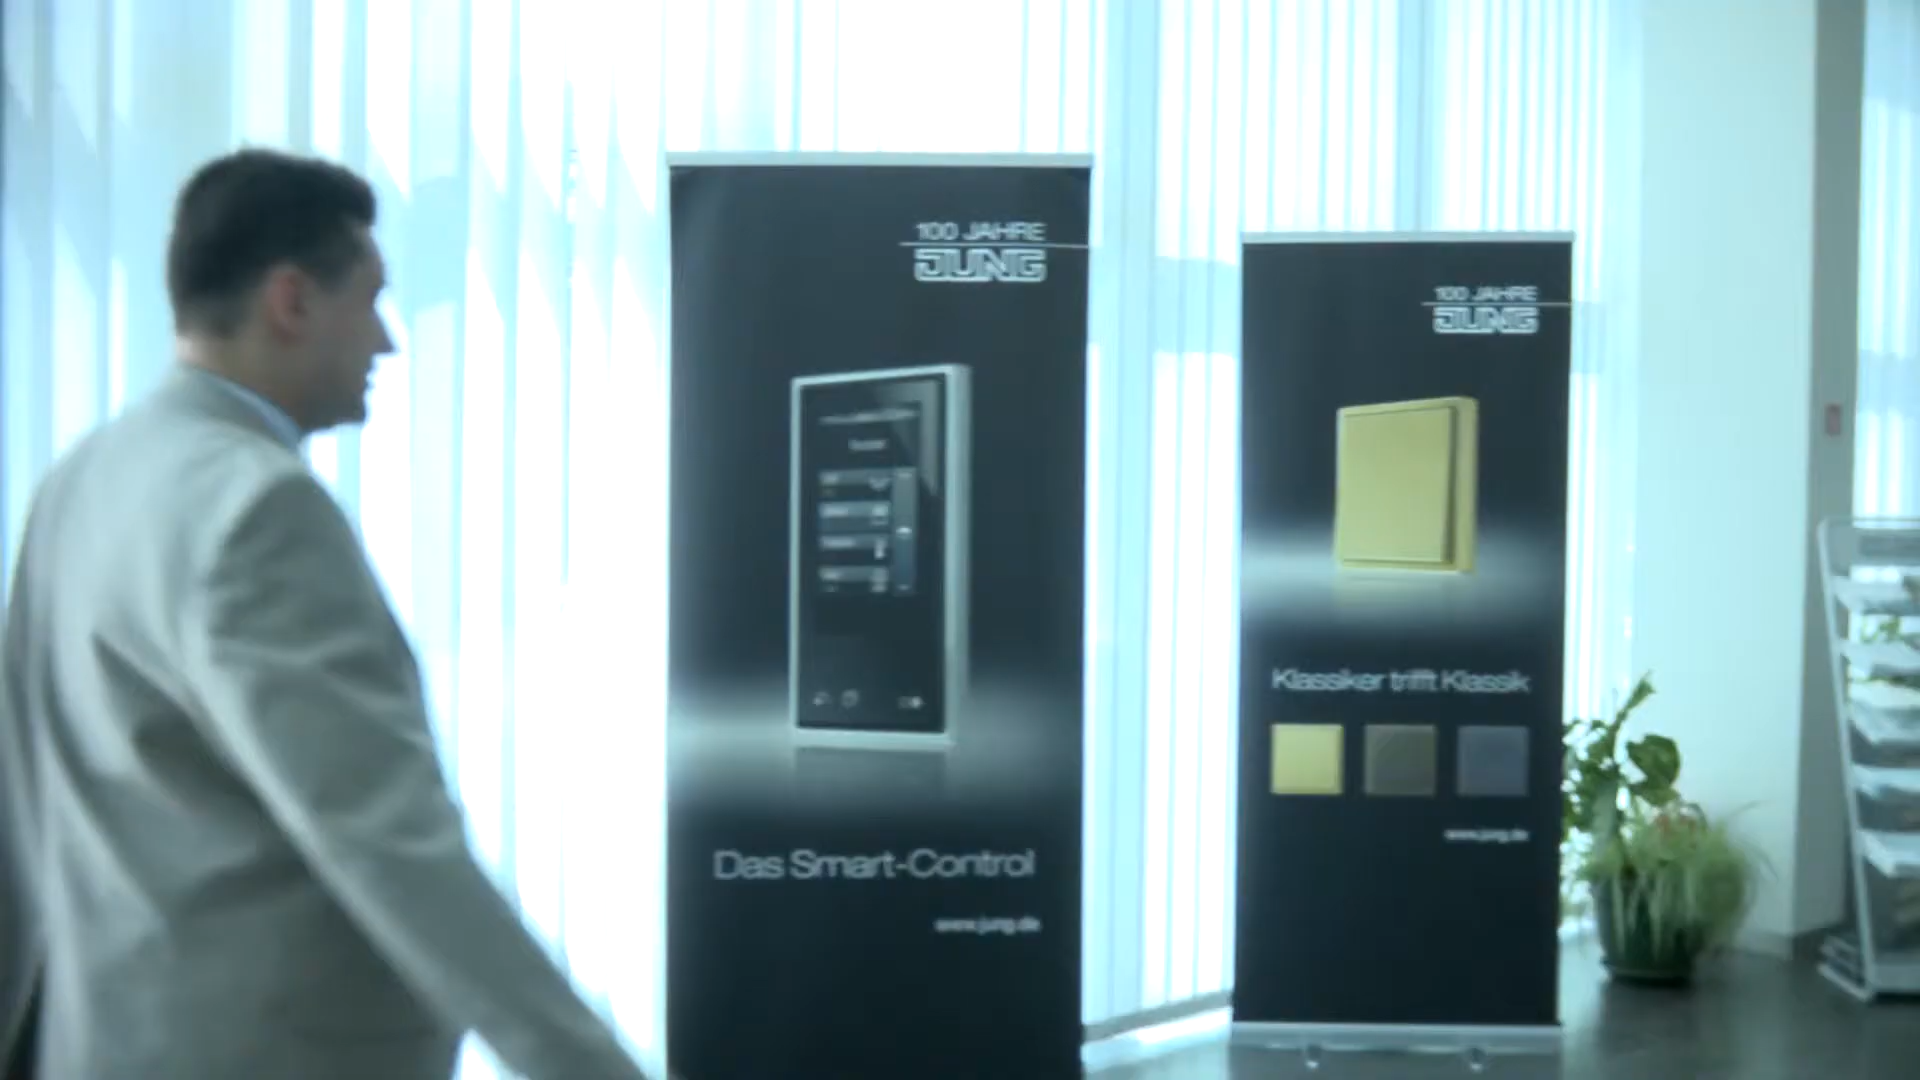 100 JAHRE
JUNG
Das Smart-Control
www.jung.de
100 JAHRE
JUNG
Klassiker trifft Klassik
www.jung.de